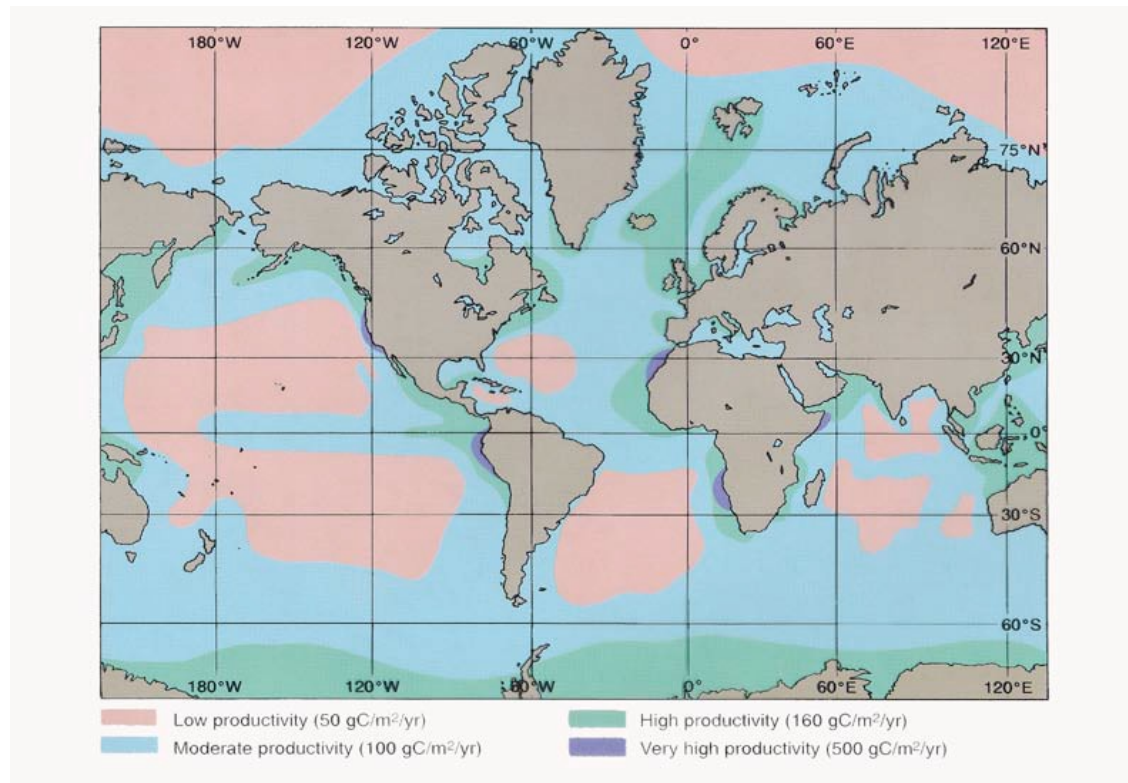 180°W 120°W 60°W 0° 60°E 120°E
75°N
60°N
30°N
0°
30°S
60°S
180°W 120°W 60°W 0° 60°E 120°E
Low productivity (50 gC/m²/yr) High productivity (160 gC/m²/yr)
Moderate productivity (100 gC/m²/yr) Very high productivity (500 gC/m²/yr)